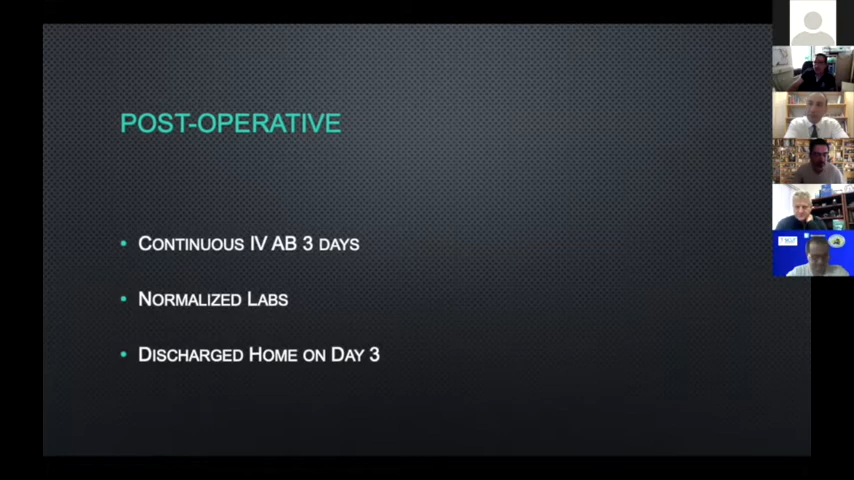 POST-OPERATIVE
• CONTINUOUS IV AB 3 DAYS
• NORMALIZED LABS
• DISCHARGED HOME ON DAY 3